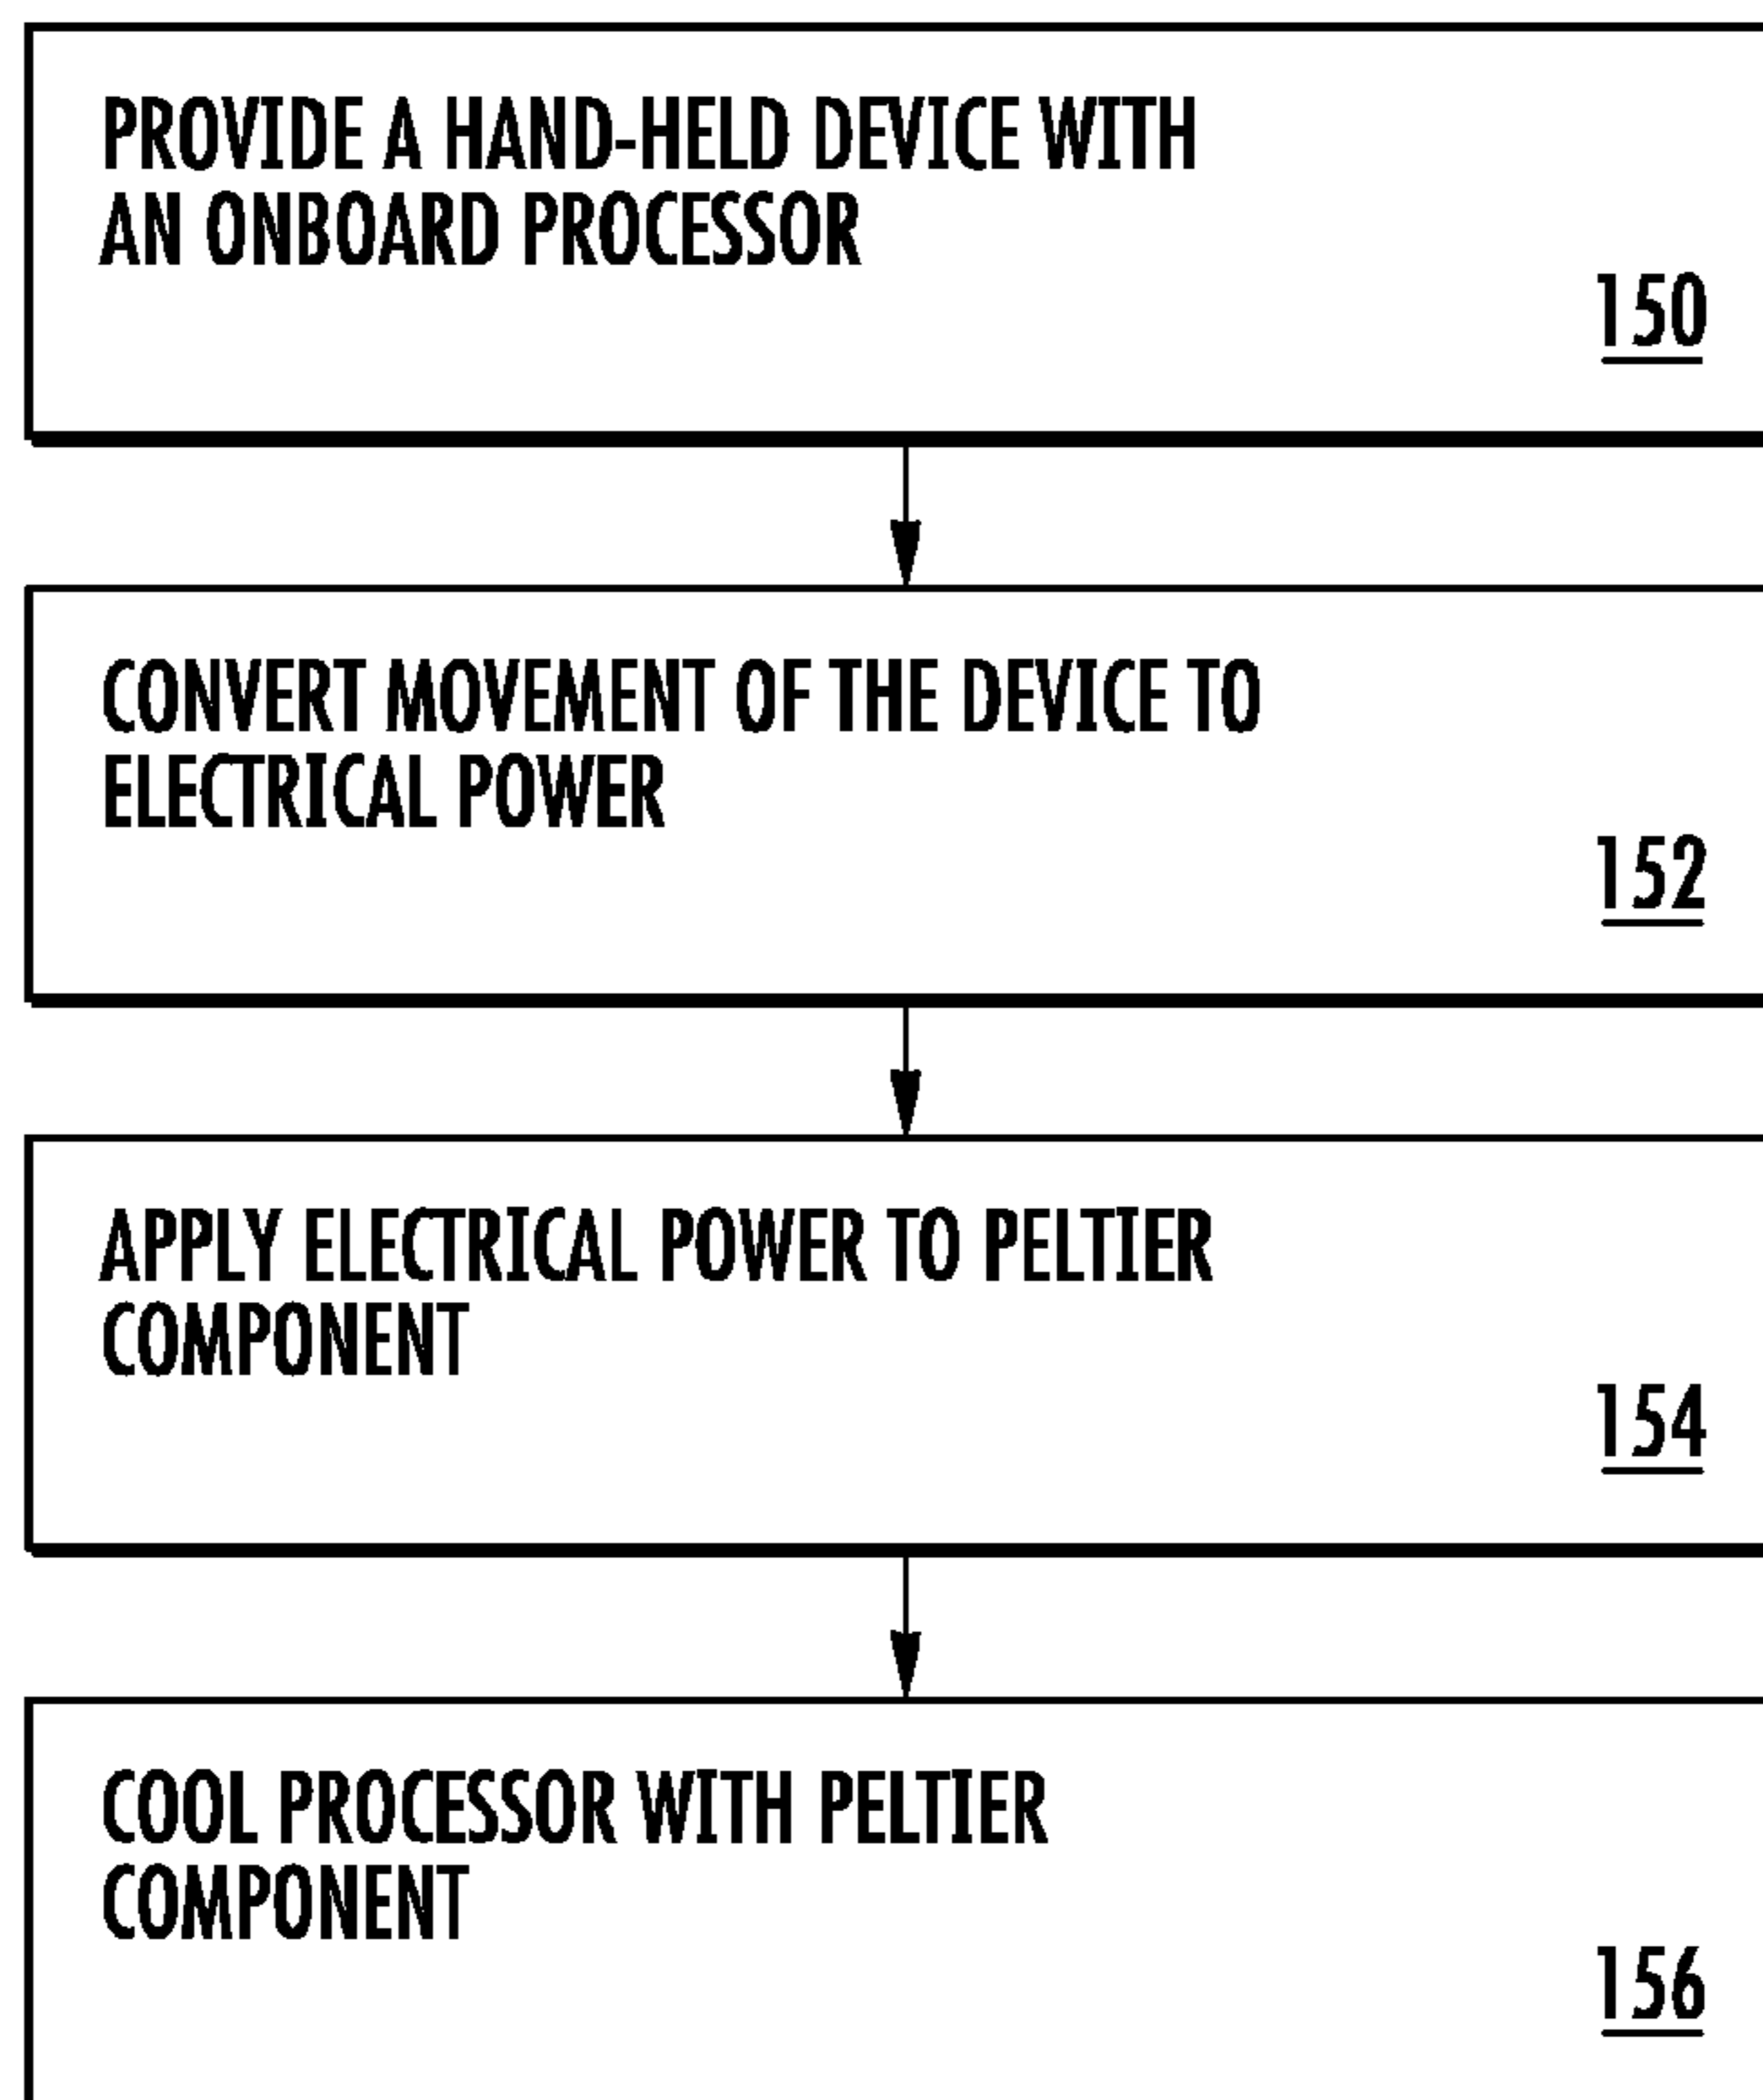 PROVIDE A HAND-HELD DEVICE WITH
AN ONBOARD PROCESSOR
150
CONVERT MOVEMENT OF THE DEVICE TO
ELECTRICAL POWER
152
APPLY ELECTRICAL POWER TO PELTIER
COMPONENT
154
COOL PROCESSOR WITH PELTIER
COMPONENT
156